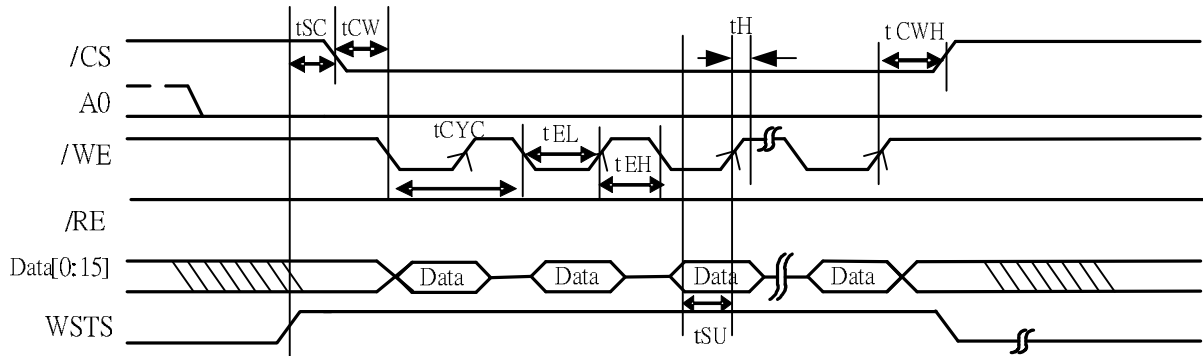 tSC tCW tH t CWH
/CS
A0
tCYC tEL
/WE
t EH
/RE
Data[0:15] Data Data Data Data
WSTS
tSU